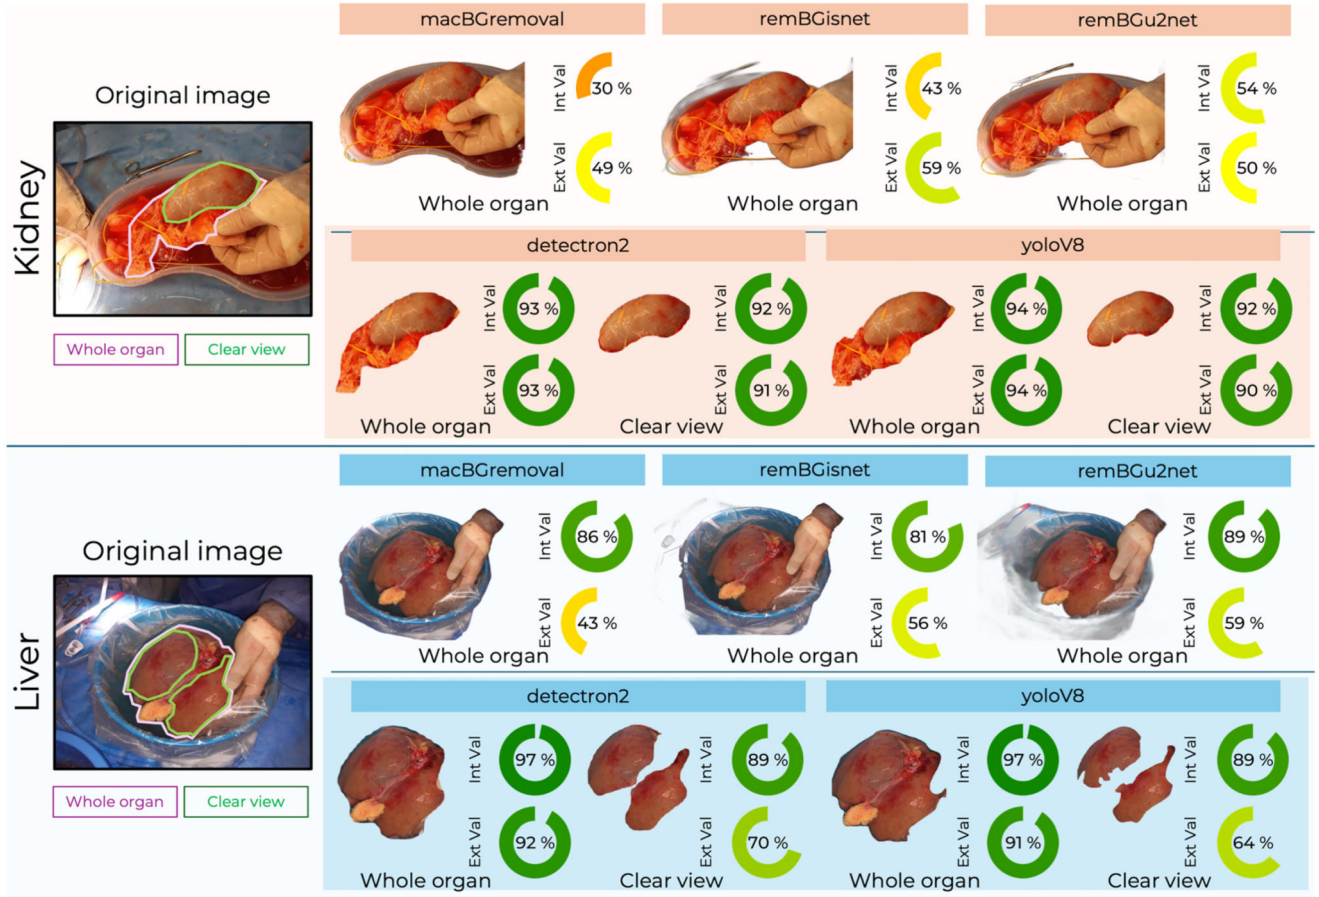 Kidney
Original image
Whole organ
Clear view
macBGremoval
Int Val
30 %
Ext Val
49 %
Whole organ
remBGisnet
Int Val
43 %
Ext Val
59 %
Whole organ
remBGu2net
Int Val
54 %
Ext Val
50 %
Whole organ
detectron2
Int Val
93 %
Ext Val
93 %
Whole organ
Int Val
92 %
Ext Val
91 %
Clear view
yoloV8
Int Val
94 %
Ext Val
94 %
Whole organ
Int Val
92 %
Ext Val
90 %
Clear view
Liver
Original image
Whole organ
Clear view
macBGremoval
Int Val
86 %
Ext Val
43 %
Whole organ
remBGisnet
Int Val
81 %
Ext Val
56 %
Whole organ
remBGu2net
Int Val
89 %
Ext Val
59 %
Whole organ
detectron2
Int Val
97 %
Ext Val
92 %
Whole organ
Int Val
89 %
Ext Val
70 %
Clear view
yoloV8
Int Val
97 %
Ext Val
91 %
Whole organ
Int Val
89 %
Ext Val
64 %
Clear view